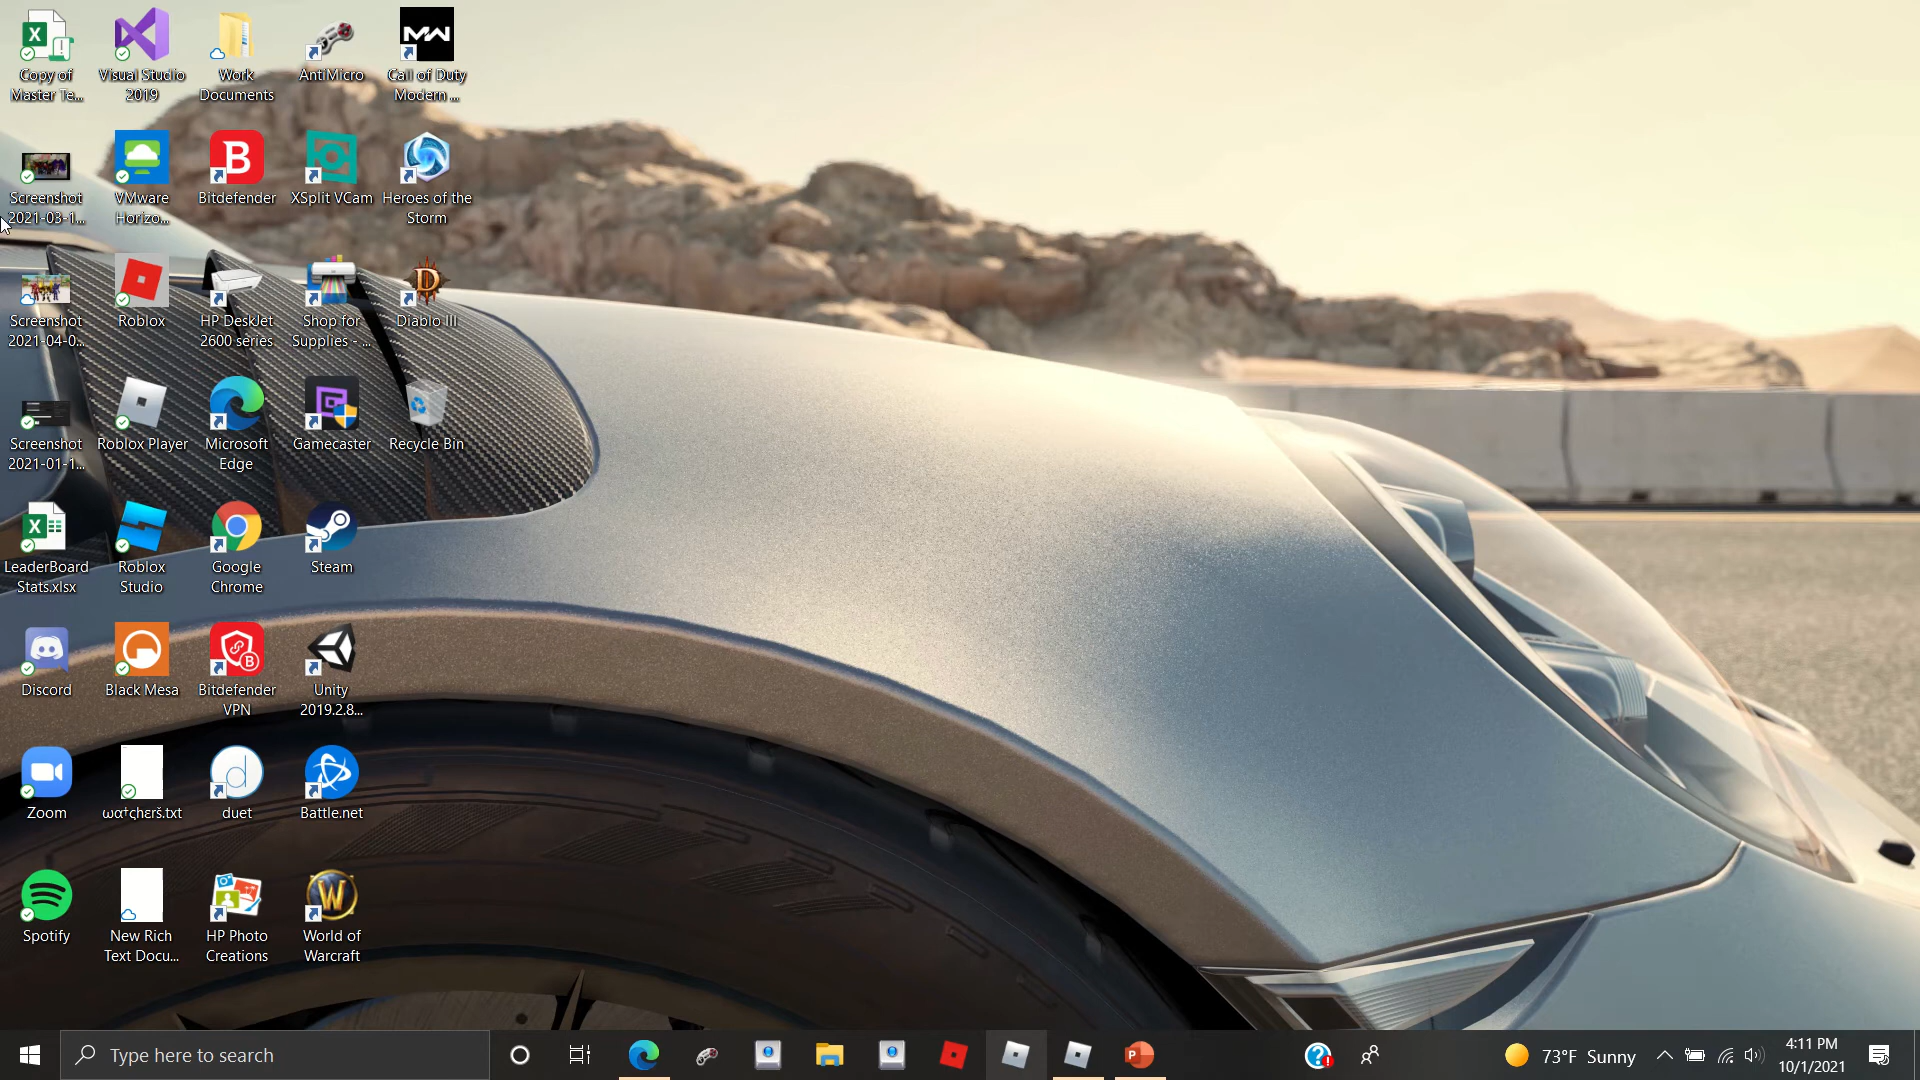 Copy of
Master Te...
Visual Studio
2019
Work
Documents
AntiMicro
Call of Duty
Modern ...
Screenshot
2021-03-1...
VMware
Horizo...
Bitdefender
XSplit VCam
Heroes of the
Storm
Screenshot
2021-04-0...
Roblox
HP DeskJet
2600 series
Shop for
Supplies - ...
Diablo III
Screenshot
2021-01-1...
Roblox Player
Microsoft
Edge
Gamecaster
Recycle Bin
LeaderBoard
Stats.xlsx
Roblox
Studio
Google
Chrome
Steam
Discord
Black Mesa
Bitdefender
VPN
Unity
2019.2.8...
Zoom
duet
Battle.net
Spotify
New Rich
Text Docu...
HP Photo
Creations
World of
Warcraft
Type here to search
73°F Sunny
4:11 PM
10/1/2021